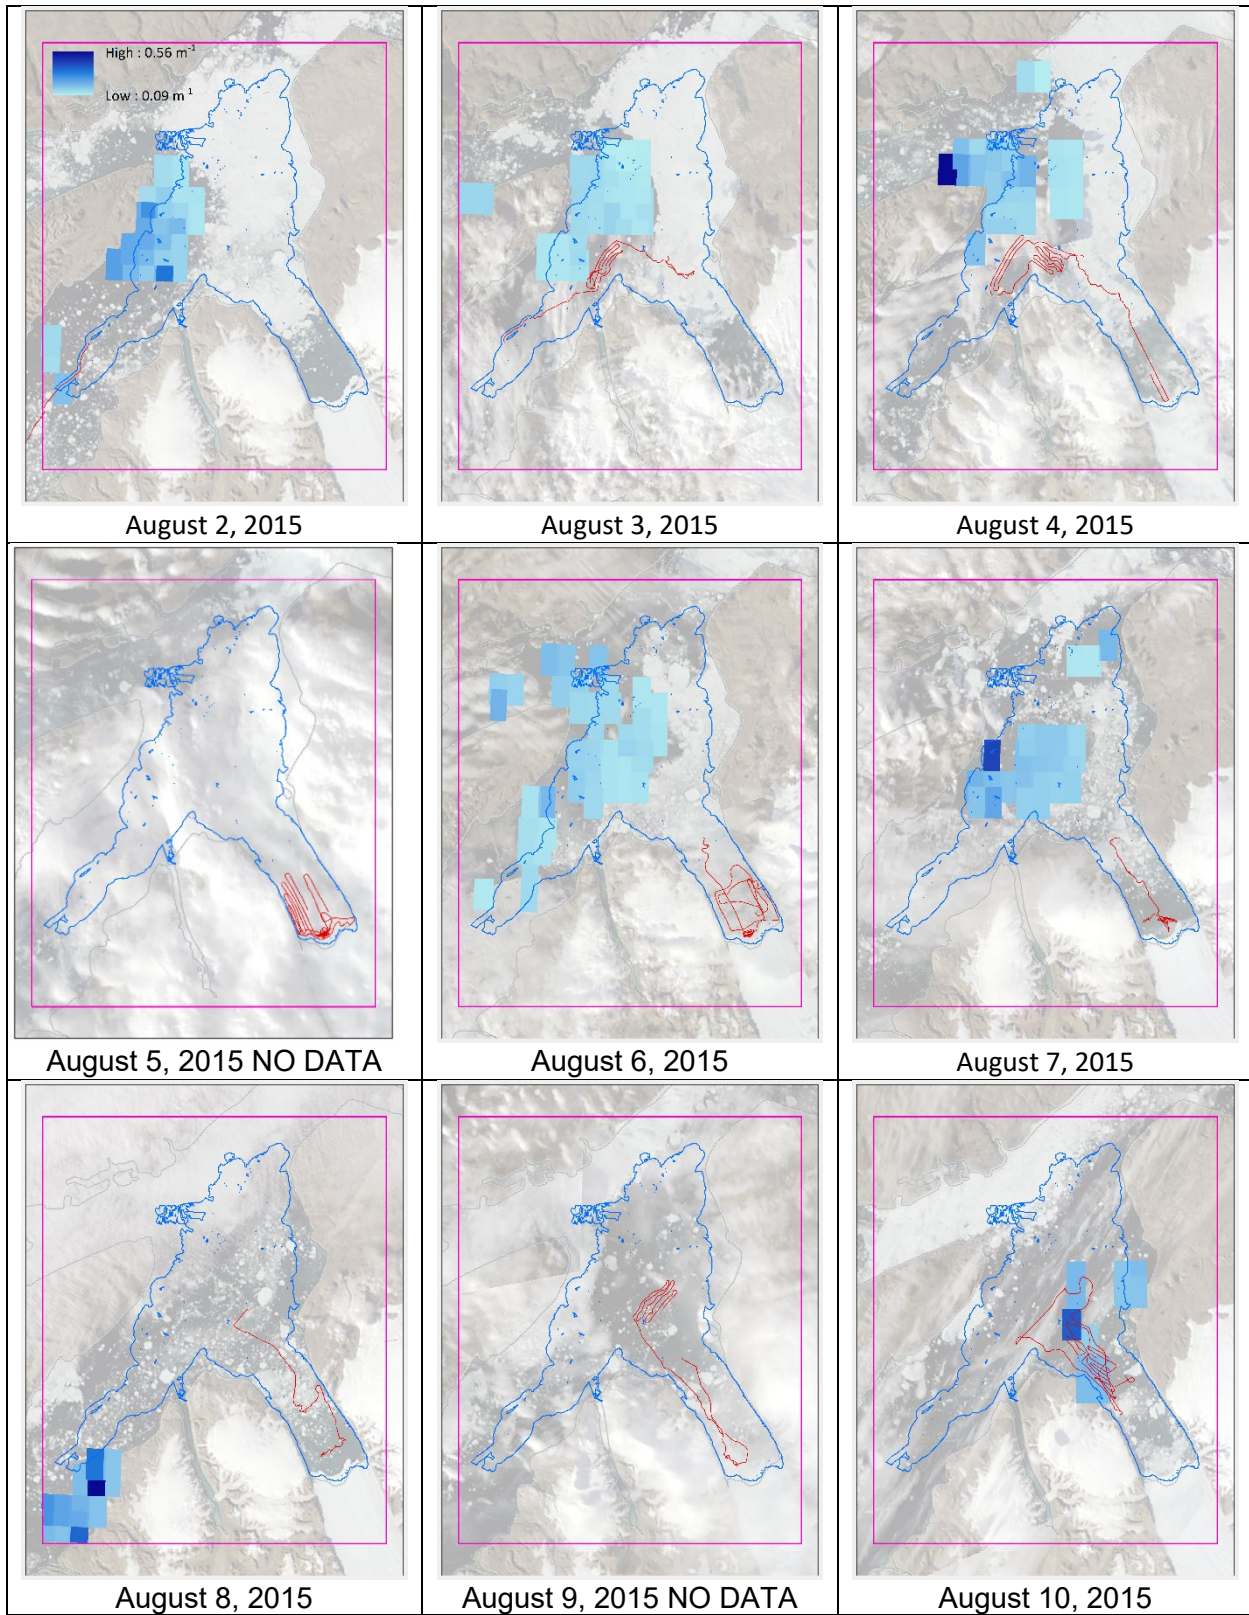 High : 0.56 m-1
Low : 0.09 m-1
August 2, 2015
August 3, 2015
August 4, 2015
August 5, 2015 NO DATA
August 6, 2015
August 7, 2015
August 8, 2015
August 9, 2015 NO DATA
August 10, 2015